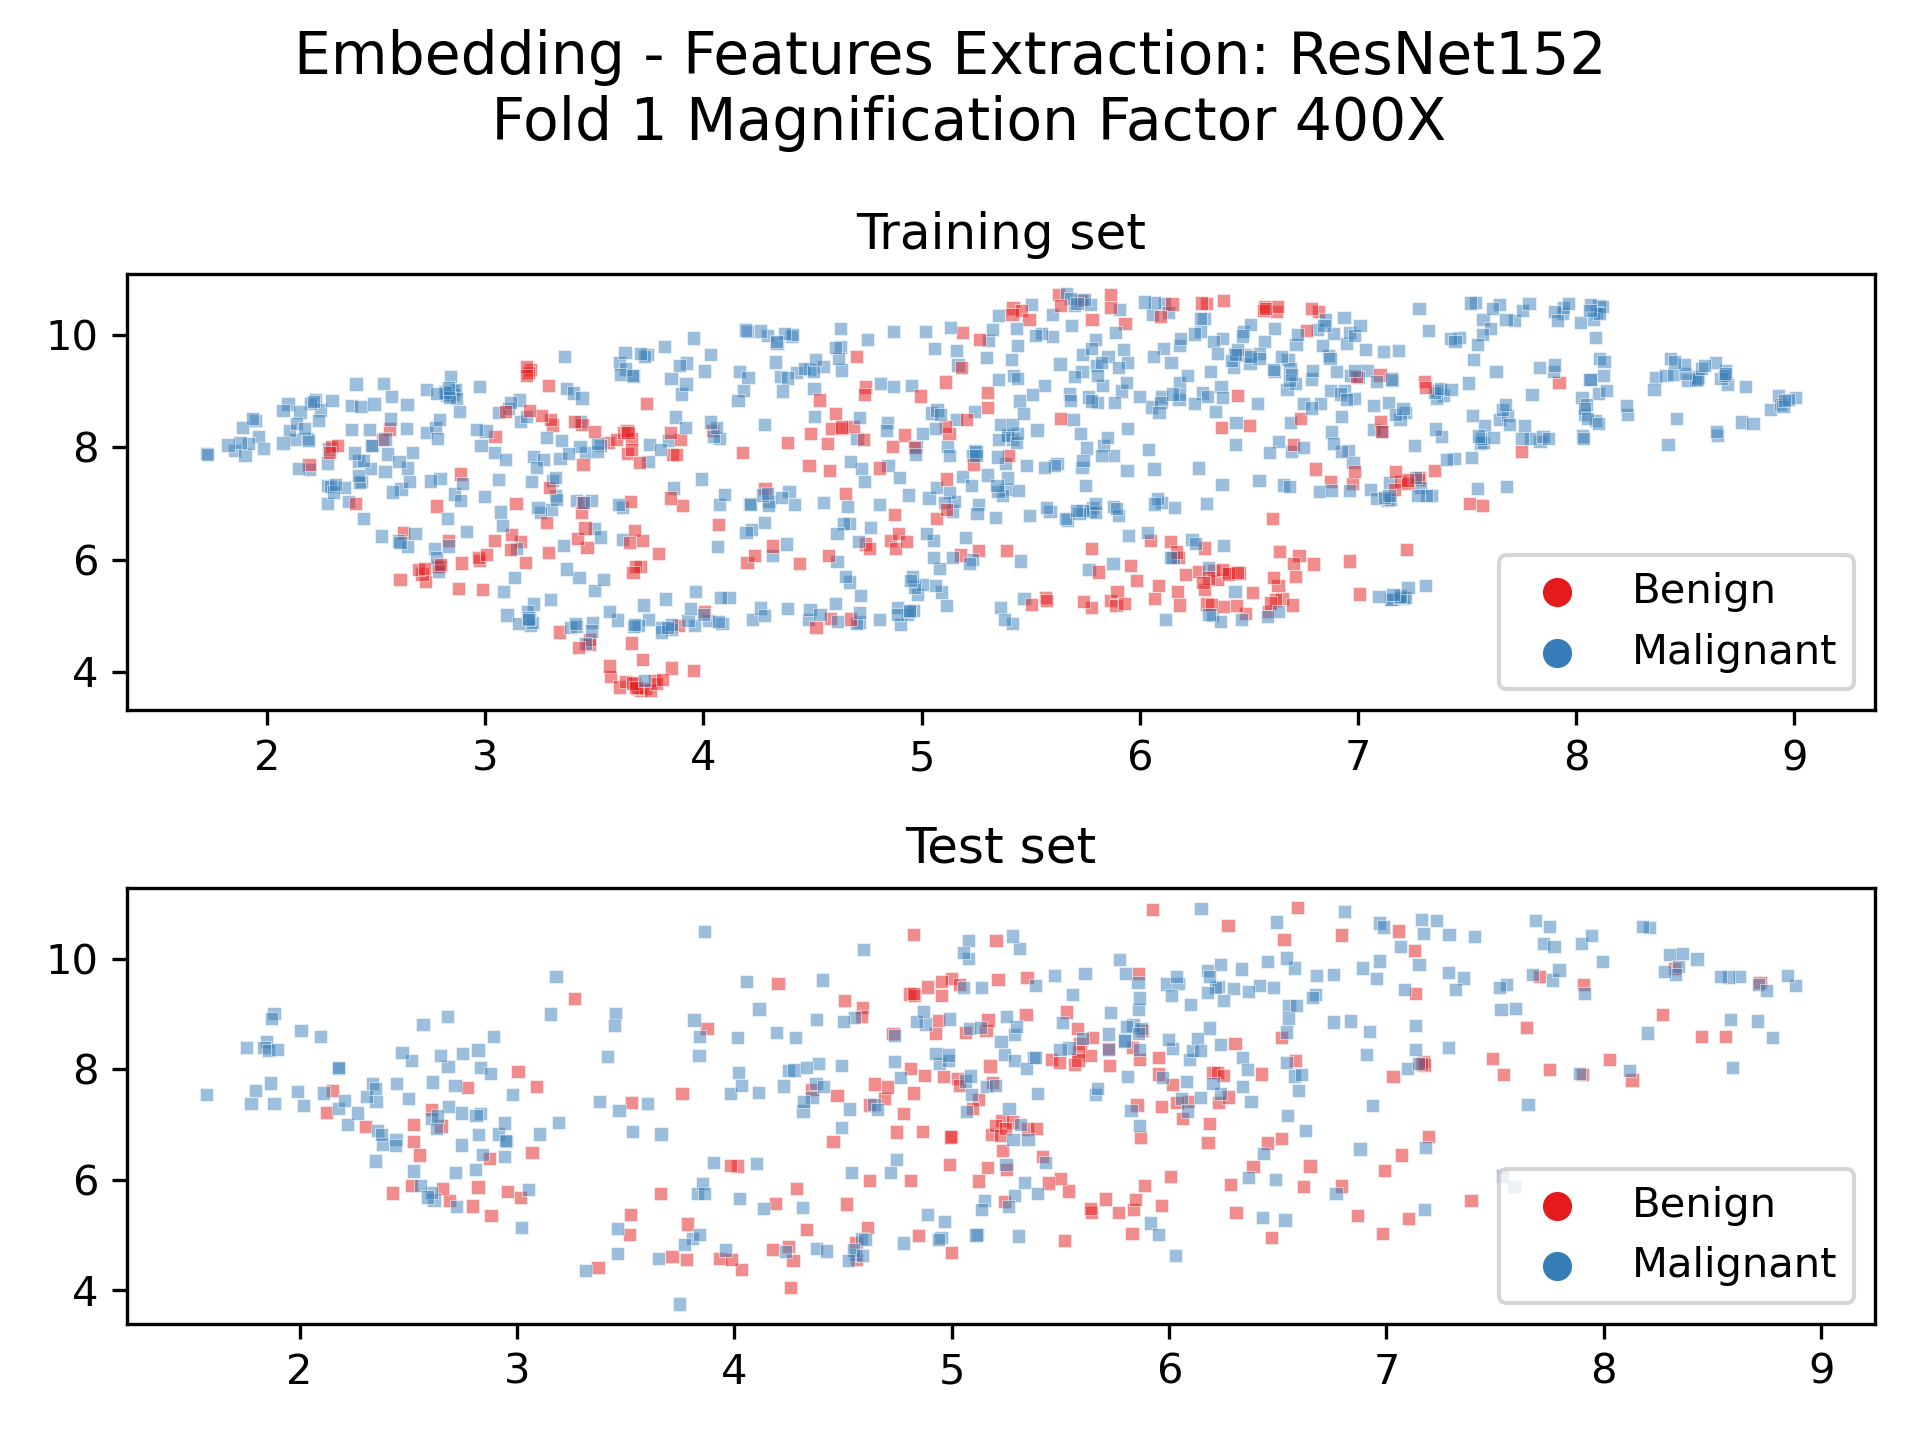 Embedding - Features Extraction: ResNet152
Fold 1 Magnification Factor 400X
Training set
10
8
6
4
2 3 4 5 6 7 8 9
Benign
Malignant
Test set
10
8
6
4
2 3 4 5 6 7 8 9
Benign
Malignant